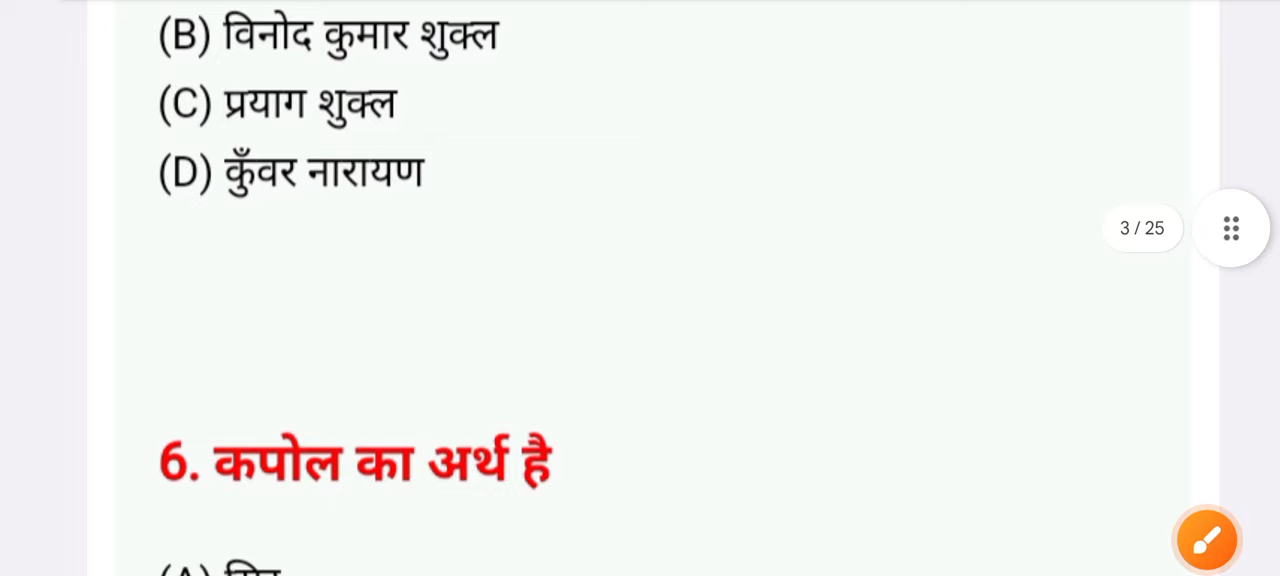 (B) विनोद कुमार शुक्ल
(C) प्रयाग शुक्ल
(D) कुँवर नारायण
3 / 25
6. कपोल का अर्थ है